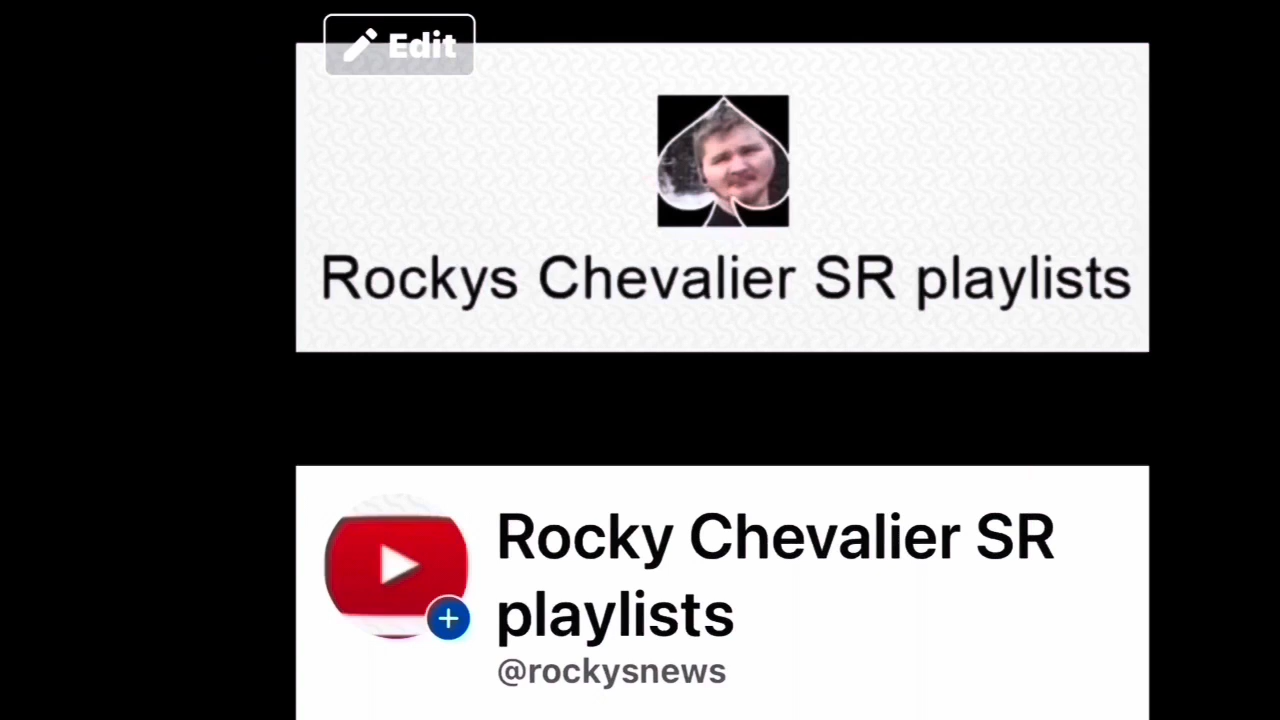 Edit
Rockys Chevalier SR playlists
Rocky Chevalier SR
playlists
@rockysnews